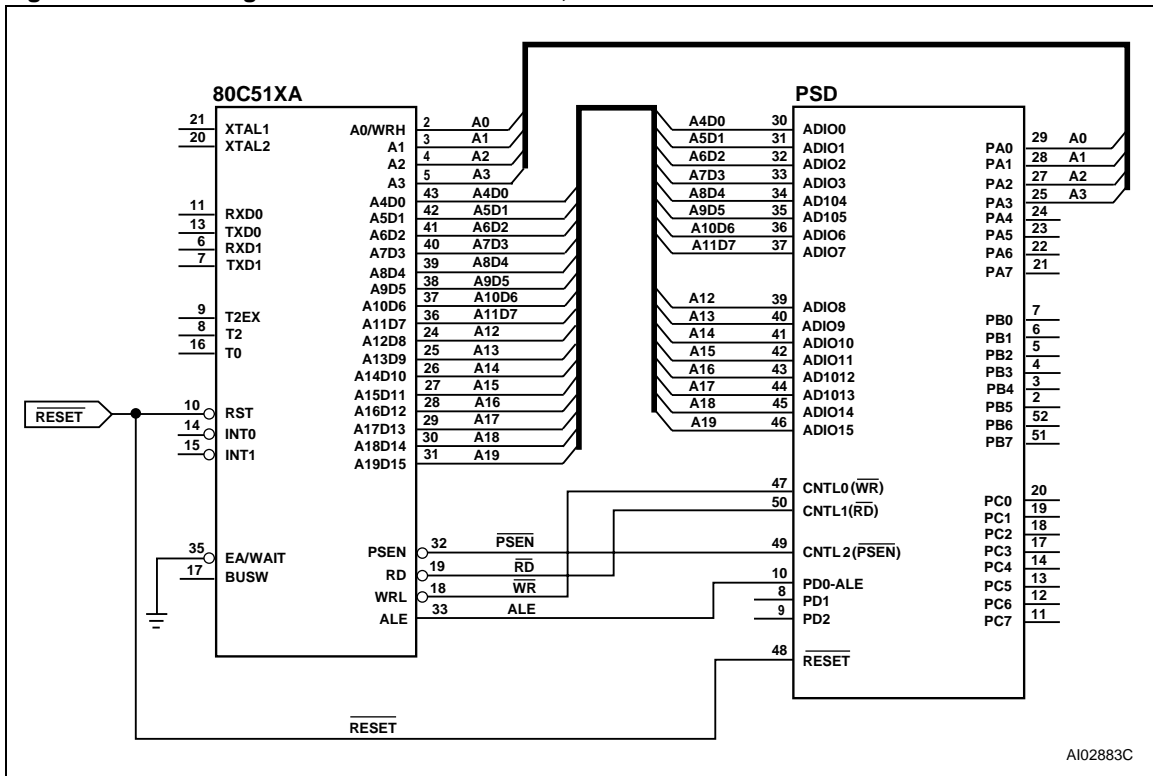 80C51XA
PSD
21 XTAL1
20 XTAL2
11 RXD0
13 TXD0
6 RXD1
7 TXD1
9 T2EX
8 T2
16 T0
RESET
10 RST
14 INT0
15 INT1
35 EA/WAIT
17 BUSW
A0/WRH 2 A0
A1 3 A1
A2 4 A2
A3 5 A3
A4D0 43 A4D0
A5D1 42 A5D1
A6D2 41 A6D2
A7D3 40 A7D3
A8D4 39 A8D4
A9D5 38 A9D5
A10D6 37 A10D6
A11D7 36 A11D7
A12D8 24 A12
A13D9 25 A13
A14D10 26 A14
A15D11 27 A15
A16D12 28 A16
A17D13 29 A17
A18D14 30 A18
A19D15 31 A19
PSEN 32 PSEN
RD 19 RD
WRL 18 WR
ALE 33 ALE
A4D0 30 ADIO0
A5D1 31 ADIO1
A6D2 32 ADIO2
A7D3 33 ADIO3
A8D4 34 AD104
A9D5 35 AD105
A10D6 36 ADIO6
A11D7 37 ADIO7
A12 39 ADIO8
A13 40 ADIO9
A14 41 ADIO10
A15 42 ADIO11
A16 43 AD1012
A17 44 AD1013
A18 45 ADIO14
A19 46 ADIO15
47 CNTL0(WR)
50 CNTL1(RD)
49 CNTL2(PSEN)
10 PD0-ALE
8 PD1
9 PD2
48 RESET
PA0 29 A0
PA1 28 A1
PA2 27 A2
PA3 25 A3
PA4 24
PA5 23
PA6 22
PA7 21
PB0 7
PB1 6
PB2 5
PB3 4
PB4 3
PB5 2
PB6 52
PB7 51
PC0 20
PC1 19
PC2 18
PC3 17
PC4 14
PC5 13
PC6 12
PC7 11
RESET
AI02883C